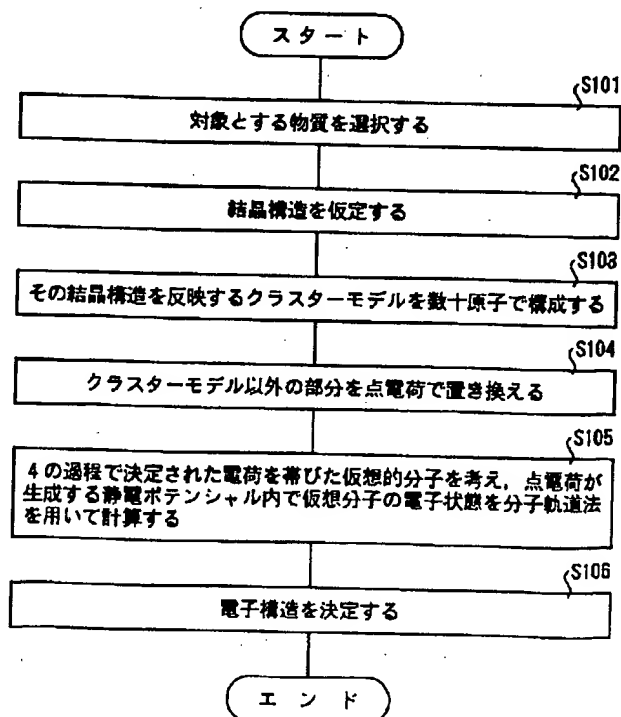 スタート
S101
対象とする物質を選択する
S102
結晶構造を仮定する
S103
その結晶構造を反映するクラスターモデルを数十原子で構成する
S104
クラスターモデル以外の部分を点電荷で置き換える
S105
4の過程で決定された電荷を帯びた仮想的分子を考え，点電荷が
生成する静電ポテンシャル内で仮想分子の電子状態を分子軌道法
を用いて計算する
S106
電子構造を決定する
エンド